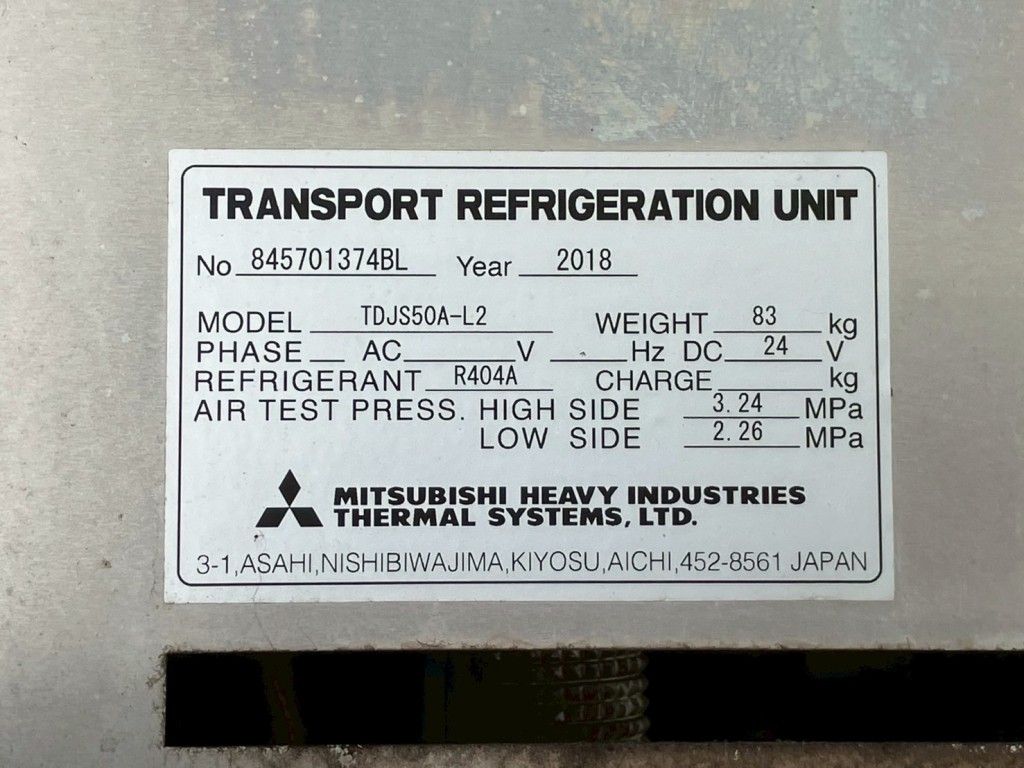 TRANSPORT REFRIGERATION UNIT
No 845701374BL Year 2018
MODEL TDJS50A-L2 WEIGHT 83 kg
PHASE AC V Hz DC 24 V
REFRIGERANT R404A CHARGE kg
AIR TEST PRESS. HIGH SIDE 3.24 MPa
LOW SIDE 2.26 MPa
MITSUBISHI HEAVY INDUSTRIES
THERMAL SYSTEMS, LTD.
3-1,ASAHI,NISHIBIWAJIMA,KIYOSU,AICHI,452-8561 JAPAN